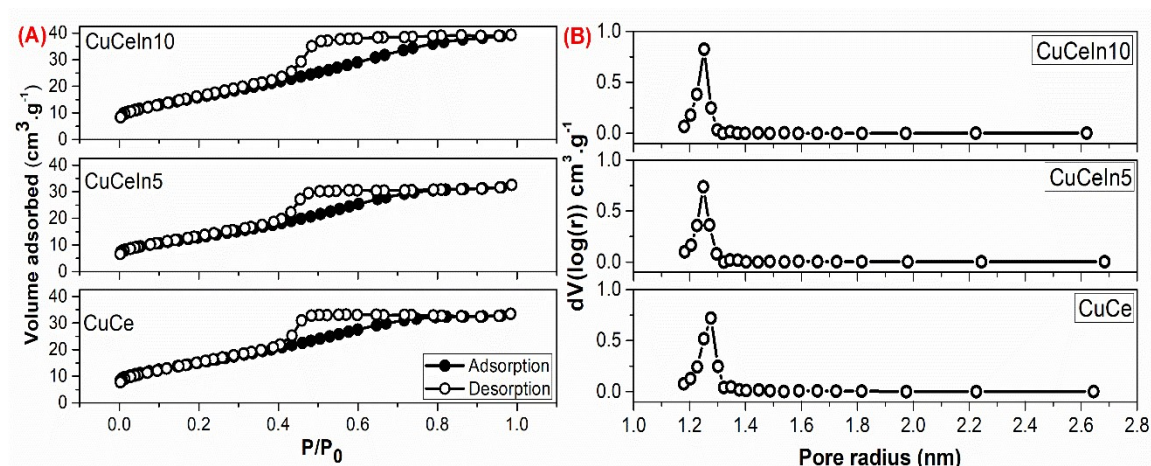 (A)
Volume adsorbed (cm³.g⁻¹)
40
30
20
10
0
CuCeIn10
40
30
20
10
0
CuCeIn5
40
30
20
10
0
CuCe
Adsorption
Desorption
0.0 0.2 0.4 0.6 0.8 1.0
P/P₀
(B)
dV(log(r)) cm³.g⁻¹
1.0
0.5
0.0
CuCeIn10
1.0
0.5
0.0
CuCeIn5
1.0
0.5
0.0
CuCe
1.0 1.2 1.4 1.6 1.8 2.0 2.2 2.4 2.6 2.8
Pore radius (nm)